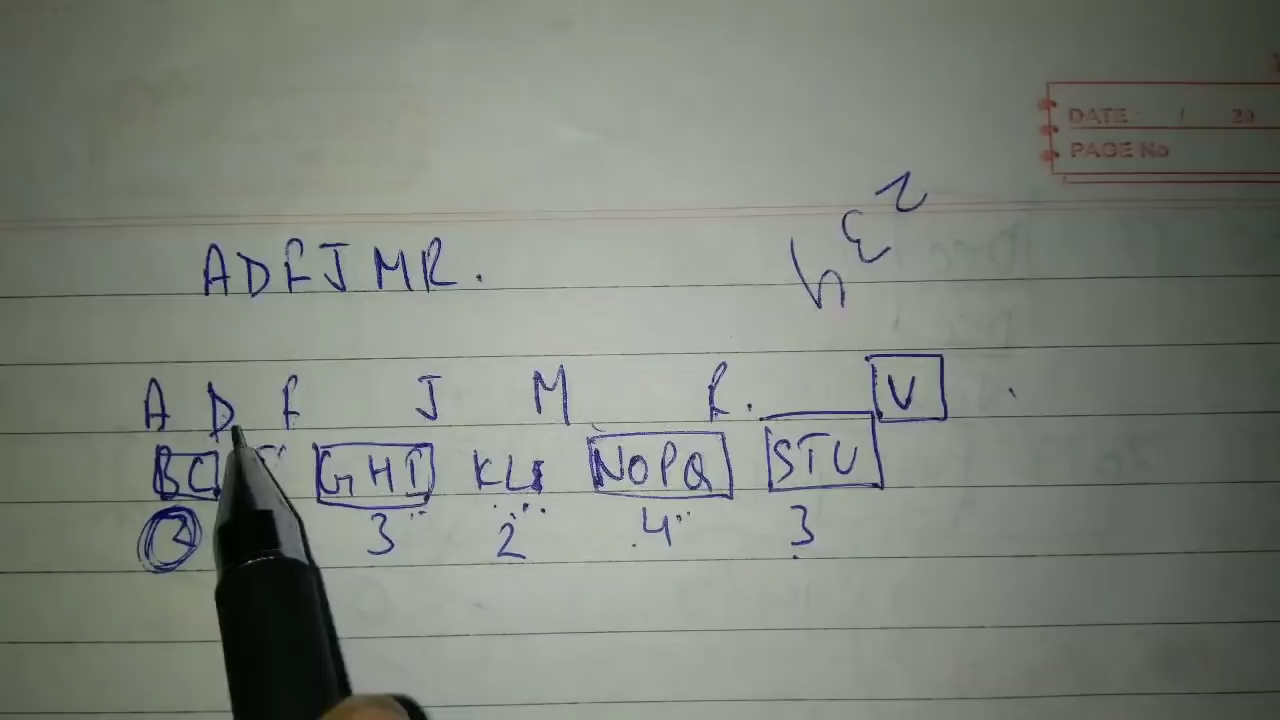 DATE / 20
PAGE No
ADFJMR.
A D F J M R. V
BC GHI KL NOPQ STU
2 3 2 4 3